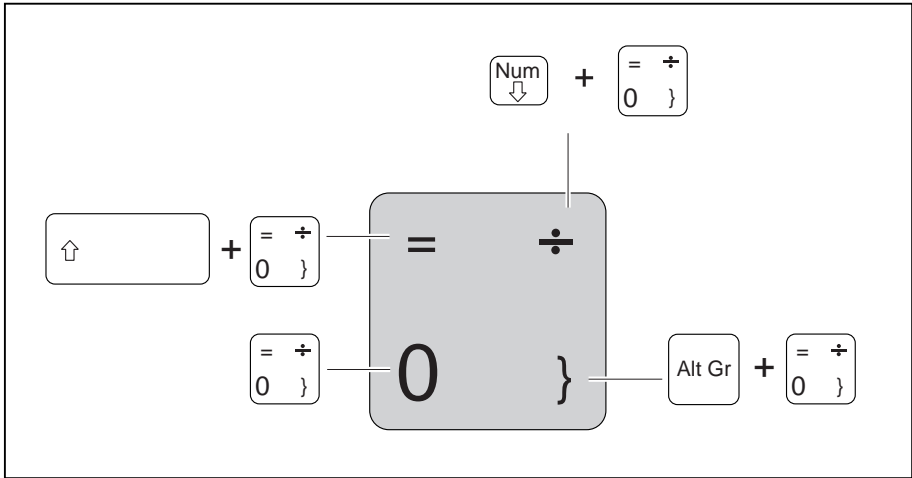 Num
⇩ + = ÷
0 }
⇧ + = ÷
0 }
= ÷
0 }
= ÷
0 }
Alt Gr + = ÷
0 }